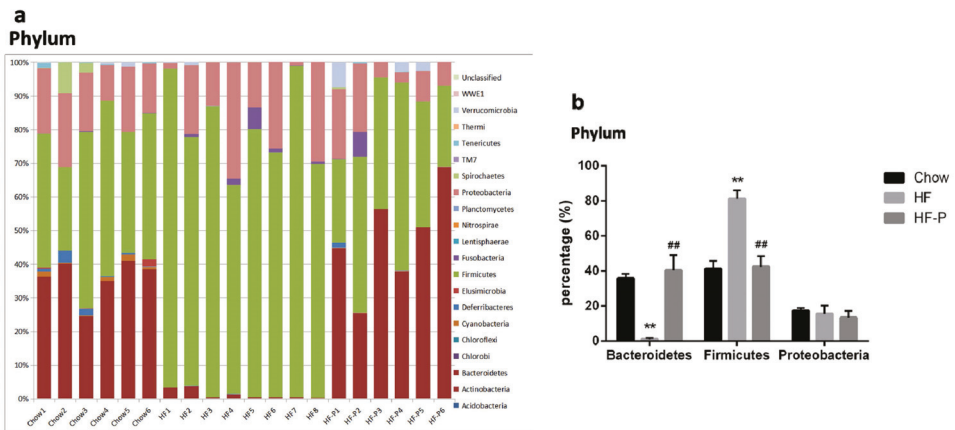 a
Phylum
100%
90%
80%
70%
60%
50%
40%
30%
20%
10%
0%
Chow1
Chow2
Chow3
Chow4
Chow5
Chow6
HF1
HF2
HF3
HF4
HF5
HF6
HF7
HF8
HF-P1
HF-P2
HF-P3
HF-P4
HF-P5
HF-P6
Unclassified
WWE1
Verrucomicrobia
Thermi
Tenericutes
TM7
Spirochaetes
Proteobacteria
Planctomycetes
Nitrospirae
Lentisphaerae
Fusobacteria
Firmicutes
Elusimicrobia
Deferribacteres
Cyanobacteria
Chloroflexi
Chlorobi
Bacteroidetes
Actinobacteria
Acidobacteria
b
Phylum
percentage (%)
100
80
60
40
20
0
**
##
**
##
Bacteroidetes Firmicutes Proteobacteria
Chow
HF
HF-P